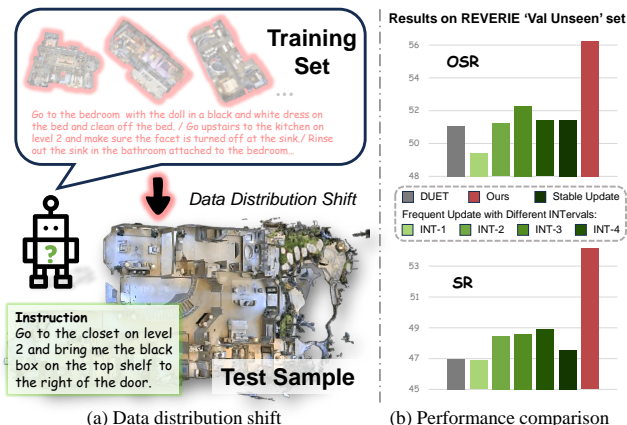 Training
Set
...
Go to the bedroom with the doll in a black and white dress on
the bed and clean off the bed. / Go upstairs to the kitchen on
level 2 and make sure the facet is turned off at the sink./ Rinse
out the sink in the bathroom attached to the bedroom...
Data Distribution Shift
?
Instruction
Go to the closet on level
2 and bring me the black
box on the top shelf to
the right of the door.
Test Sample
(a) Data distribution shift
Results on REVERIE 'Val Unseen' set
OSR
56
54
52
50
48
DUET
Ours
Stable Update
Frequent Update with Different INTervals:
INT-1
INT-2
INT-3
INT-4
SR
53
51
49
47
45
(b) Performance comparison